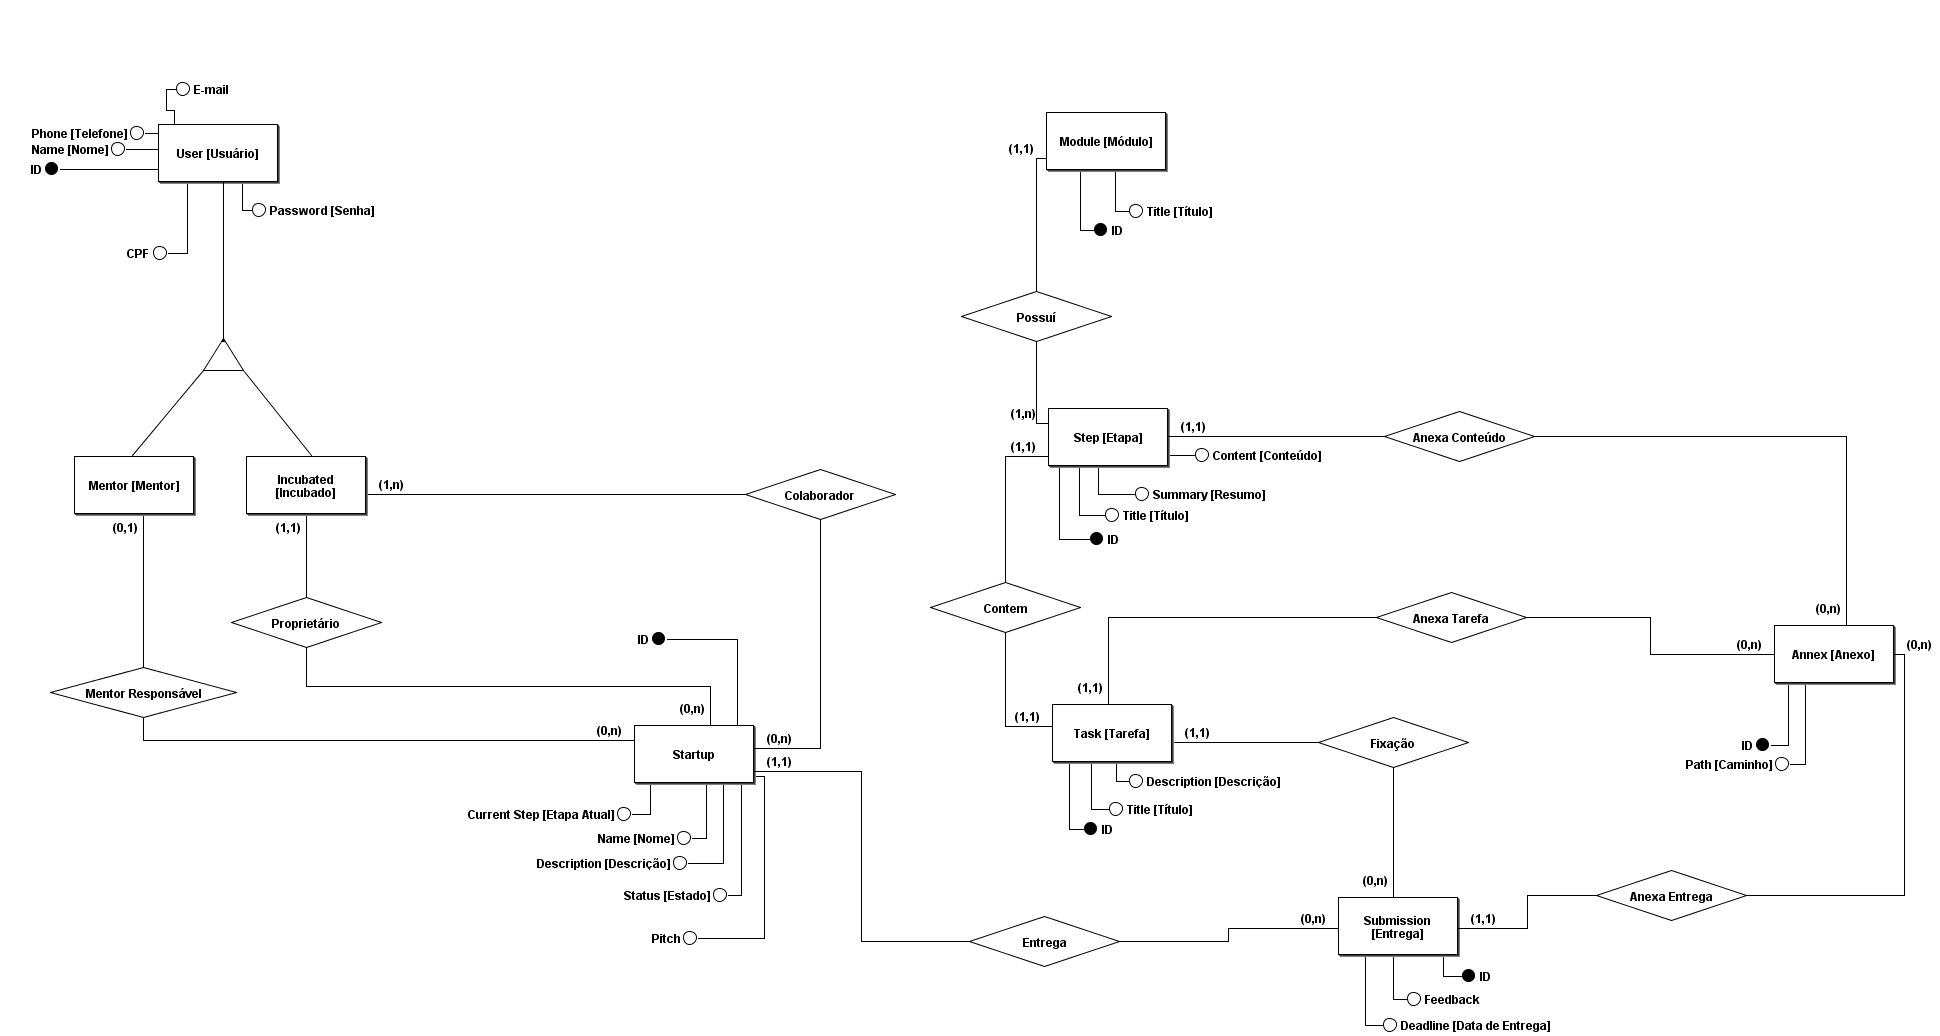 E-mail
Phone [Telefone]
Name [Nome]
ID
User [Usuário]
Password [Senha]
CPF
Mentor [Mentor]
Incubated
[Incubado]
(0,1)
(1,1)
(1,n)
Colaborador
Proprietário
Mentor Responsável
ID
(0,n)
(0,n)
(0,n)
(1,1)
Startup
Current Step [Etapa Atual]
Name [Nome]
Description [Descrição]
Status [Estado]
Pitch
Entrega
(0,n)
Module [Módulo]
(1,1)
Title [Título]
ID
Possuí
(1,n)
Step [Etapa]
(1,1)
(1,1)
Anexa Conteúdo
Content [Conteúdo]
Summary [Resumo]
Title [Título]
ID
Contem
Anexa Tarefa
(0,n)
(0,n)
(0,n)
Annex [Anexo]
ID
Path [Caminho]
(1,1)
(1,1)
Task [Tarefa]
(1,1)
Fixação
Description [Descrição]
Title [Título]
ID
(0,n)
Submission
[Entrega]
(1,1)
Anexa Entrega
ID
Feedback
Deadline [Data de Entrega]